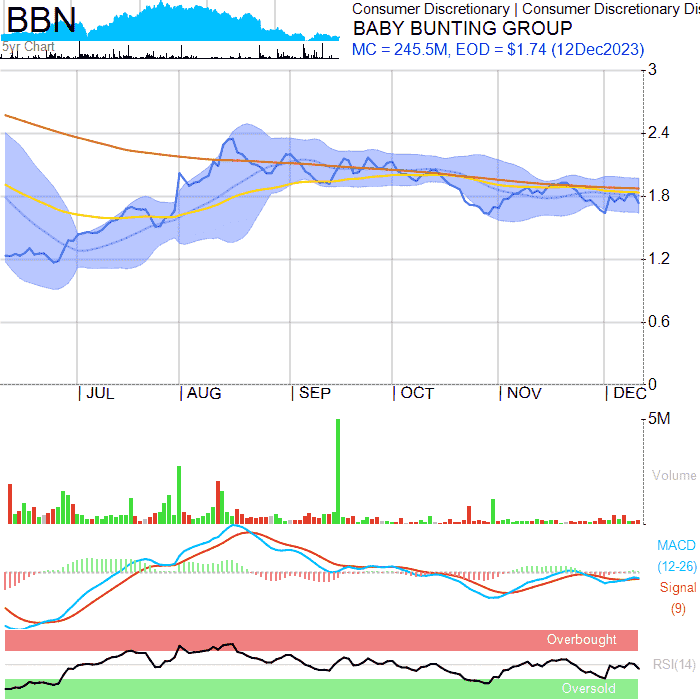 BBN
5yr Chart
Consumer Discretionary | Consumer Discretionary Dis
BABY BUNTING GROUP
MC = 245.5M, EOD = $1.74 (12Dec2023)
3
2.4
1.8
1.2
0.6
0
JUL AUG SEP OCT NOV DEC
5M
Volume
MACD
(12-26)
Signal
(9)
Overbought
RSI(14)
Oversold